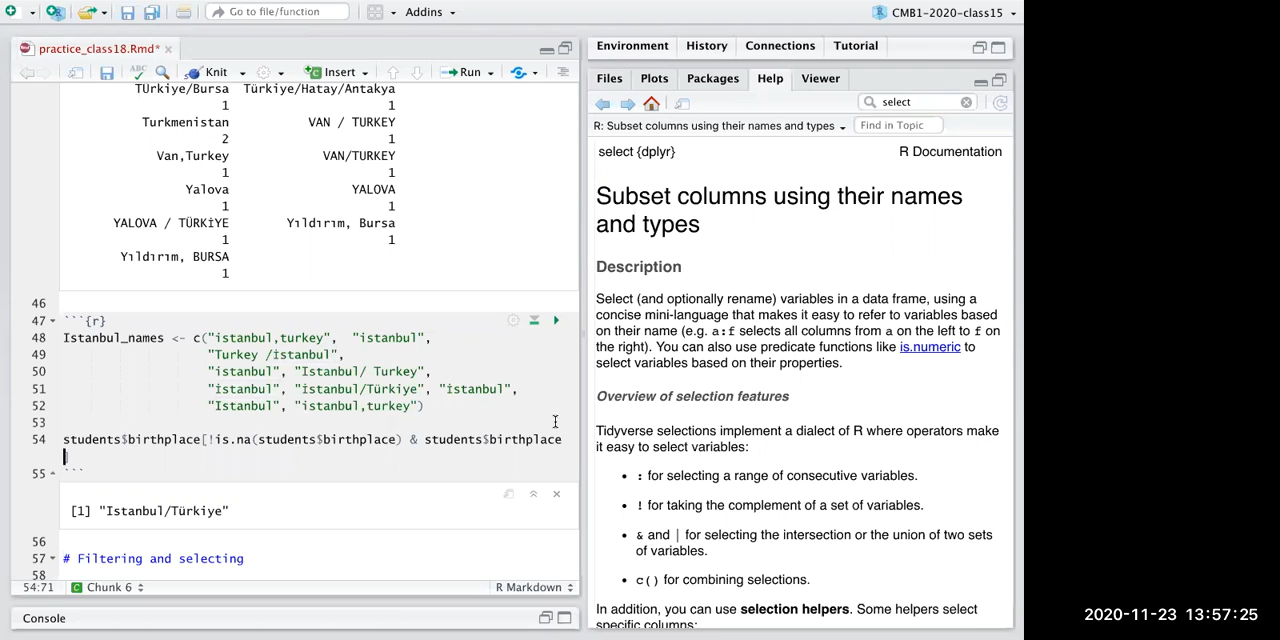 Go to file/function
Addins
CMB1-2020-class15
practice_class18.Rmd*
ABC
Knit
Insert
Run
TÜrkiye/Bursa Türkiye/Hatay/Antakya
1 1
Turkmenistan VAN / TURKEY
2 1
Van,Turkey VAN/TURKEY
1 1
Yalova YALOVA
1 1
YALOVA / TÜRKİYE Yıldırım, Bursa
1 1
Yıldırım, BURSA
1
46
47 ```{r}
48 Istanbul_names <- c("istanbul,turkey", "istanbul",
49 "Turkey /İstanbul",
50 "istanbul", "Istanbul/ Turkey",
51 "İstanbul", "İstanbul/Türkiye", "İstanbul",
52 "Istanbul", "istanbul,turkey")
53
54 students$birthplace[!is.na(students$birthplace) & students$birthplace
]
55 ```
[1] "Istanbul/Türkiye"
56
57 # Filtering and selecting
58
54:71 Chunk 6 R Markdown
Console
Environment History Connections Tutorial
Files Plots Packages Help Viewer
select
R: Subset columns using their names and types
Find in Topic
select {dplyr} R Documentation
Subset columns using their names
and types
Description
Select (and optionally rename) variables in a data frame, using a
concise mini-language that makes it easy to refer to variables based
on their name (e.g. a:f selects all columns from a on the left to f on
the right). You can also use predicate functions like is.numeric to
select variables based on their properties.
Overview of selection features
Tidyverse selections implement a dialect of R where operators make
it easy to select variables:
• : for selecting a range of consecutive variables.
• ! for taking the complement of a set of variables.
• & and | for selecting the intersection or the union of two sets
of variables.
• c() for combining selections.
In addition, you can use selection helpers. Some helpers select
specific columns:
2020-11-23 13:57:25